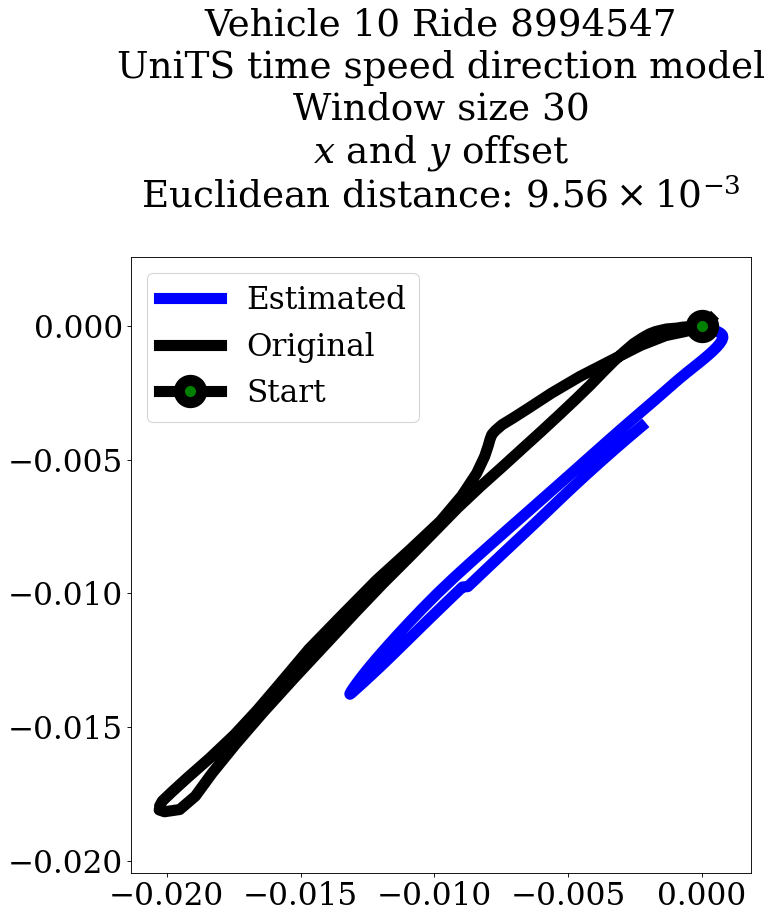 Vehicle 10 Ride 8994547
UniTS time speed direction model
Window size 30
x and y offset
Euclidean distance: 9.56 × 10⁻³
Estimated
Original
Start
0.000
−0.005
−0.010
−0.015
−0.020
−0.020 −0.015 −0.010 −0.005 0.000